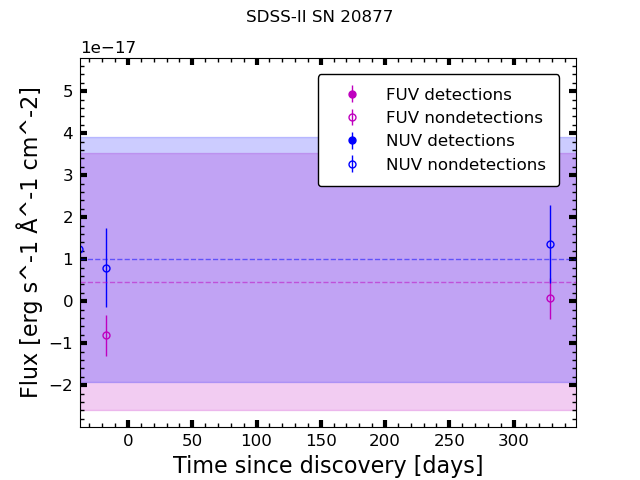 SDSS-II SN 20877
1e−17
FUV detections
FUV nondetections
NUV detections
NUV nondetections
5
4
3
2
1
0
−1
−2
Flux [erg s^-1 Å^-1 cm^-2]
0 50 100 150 200 250 300
Time since discovery [days]